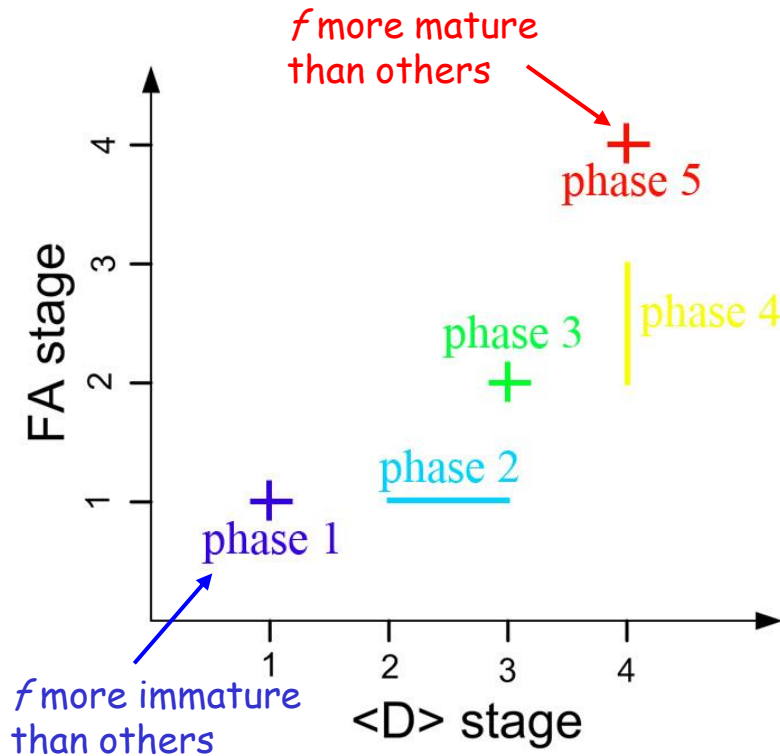 f more mature
than others
4
phase 5
3
phase 4
phase 3
FA stage
2
phase 2
1
phase 1
1
2
3
4
f more immature
than others
<D> stage